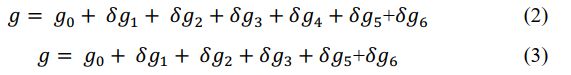 g = g₀ + δg₁ + δg₂ + δg₃ + δg₄ + δg₅+δg₆ (2)
g = g₀ + δg₁ + δg₂ + δg₃ + δg₅+δg₆ (3)